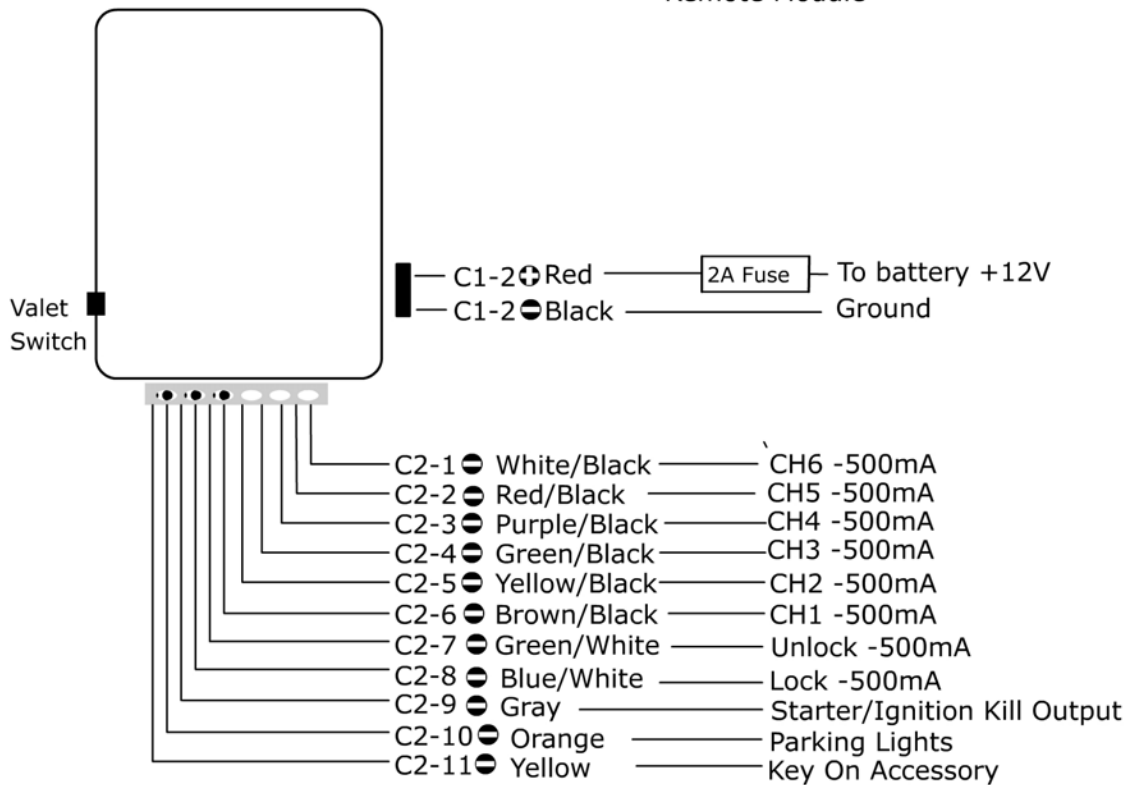 Remote Module
C1-2 Red 2A Fuse To battery +12V
C1-2 Black Ground
Valet
Switch
C2-1 White/Black CH6 -500mA
C2-2 Red/Black CH5 -500mA
C2-3 Purple/Black CH4 -500mA
C2-4 Green/Black CH3 -500mA
C2-5 Yellow/Black CH2 -500mA
C2-6 Brown/Black CH1 -500mA
C2-7 Green/White Unlock -500mA
C2-8 Blue/White Lock -500mA
C2-9 Gray Starter/Ignition Kill Output
C2-10 Orange Parking Lights
C2-11 Yellow Key On Accessory